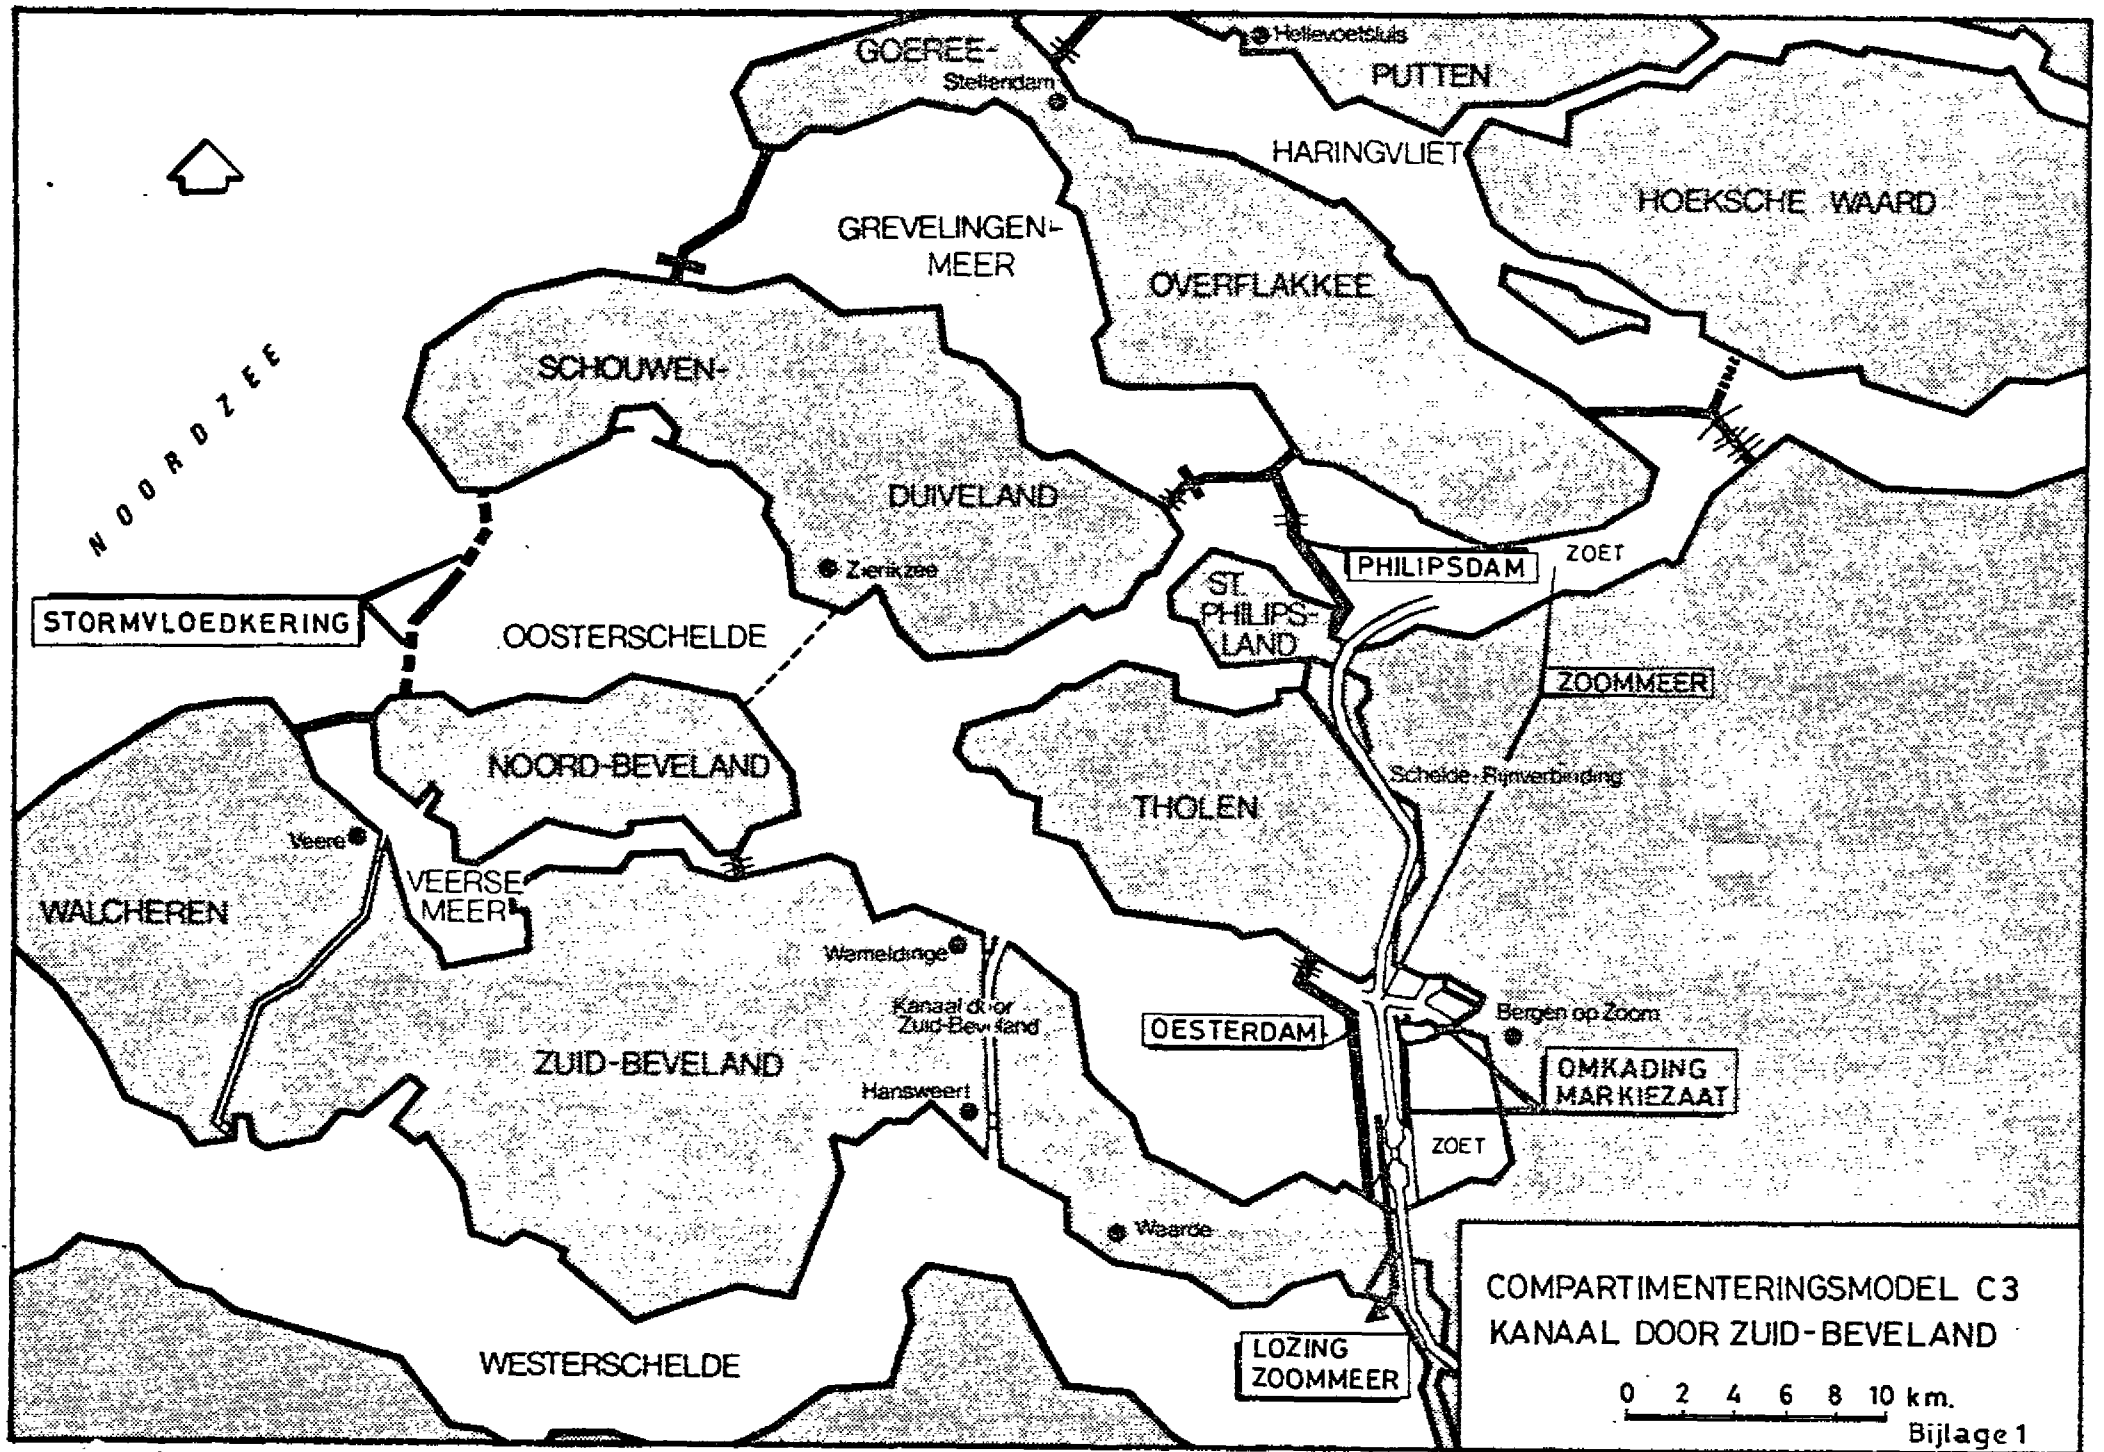 GOEREE-
Stellendam
Hellevoetsluis
PUTTEN
HARINGVLIET
HOEKSCHE WAARD
GREVELINGEN-
MEER
OVERFLAKKEE
SCHOUWEN-
NOORDZEE
DUIVELAND
Zierikzee
ZOET
PHILIPSDAM
ST.
PHILIPS-
LAND
STORMVLOEDKERING
OOSTERSCHELDE
ZOOMMEER
NOORD-BEVELAND
Schelde-Rijnverbinding
THOLEN
Veere
VEERSE
MEER
WALCHEREN
Wemeldinge
Kanaal door
Zuid-Beveland
Bergen op Zoom
OESTERDAM
ZUID-BEVELAND
OMKADING
MARKIEZAAT
Hansweert
ZOET
Waarde
WESTERSCHELDE
LOZING
ZOOMMEER
COMPARTIMENTERINGSMODEL C3
KANAAL DOOR ZUID-BEVELAND
0 2 4 6 8 10 km.
Bijlage 1